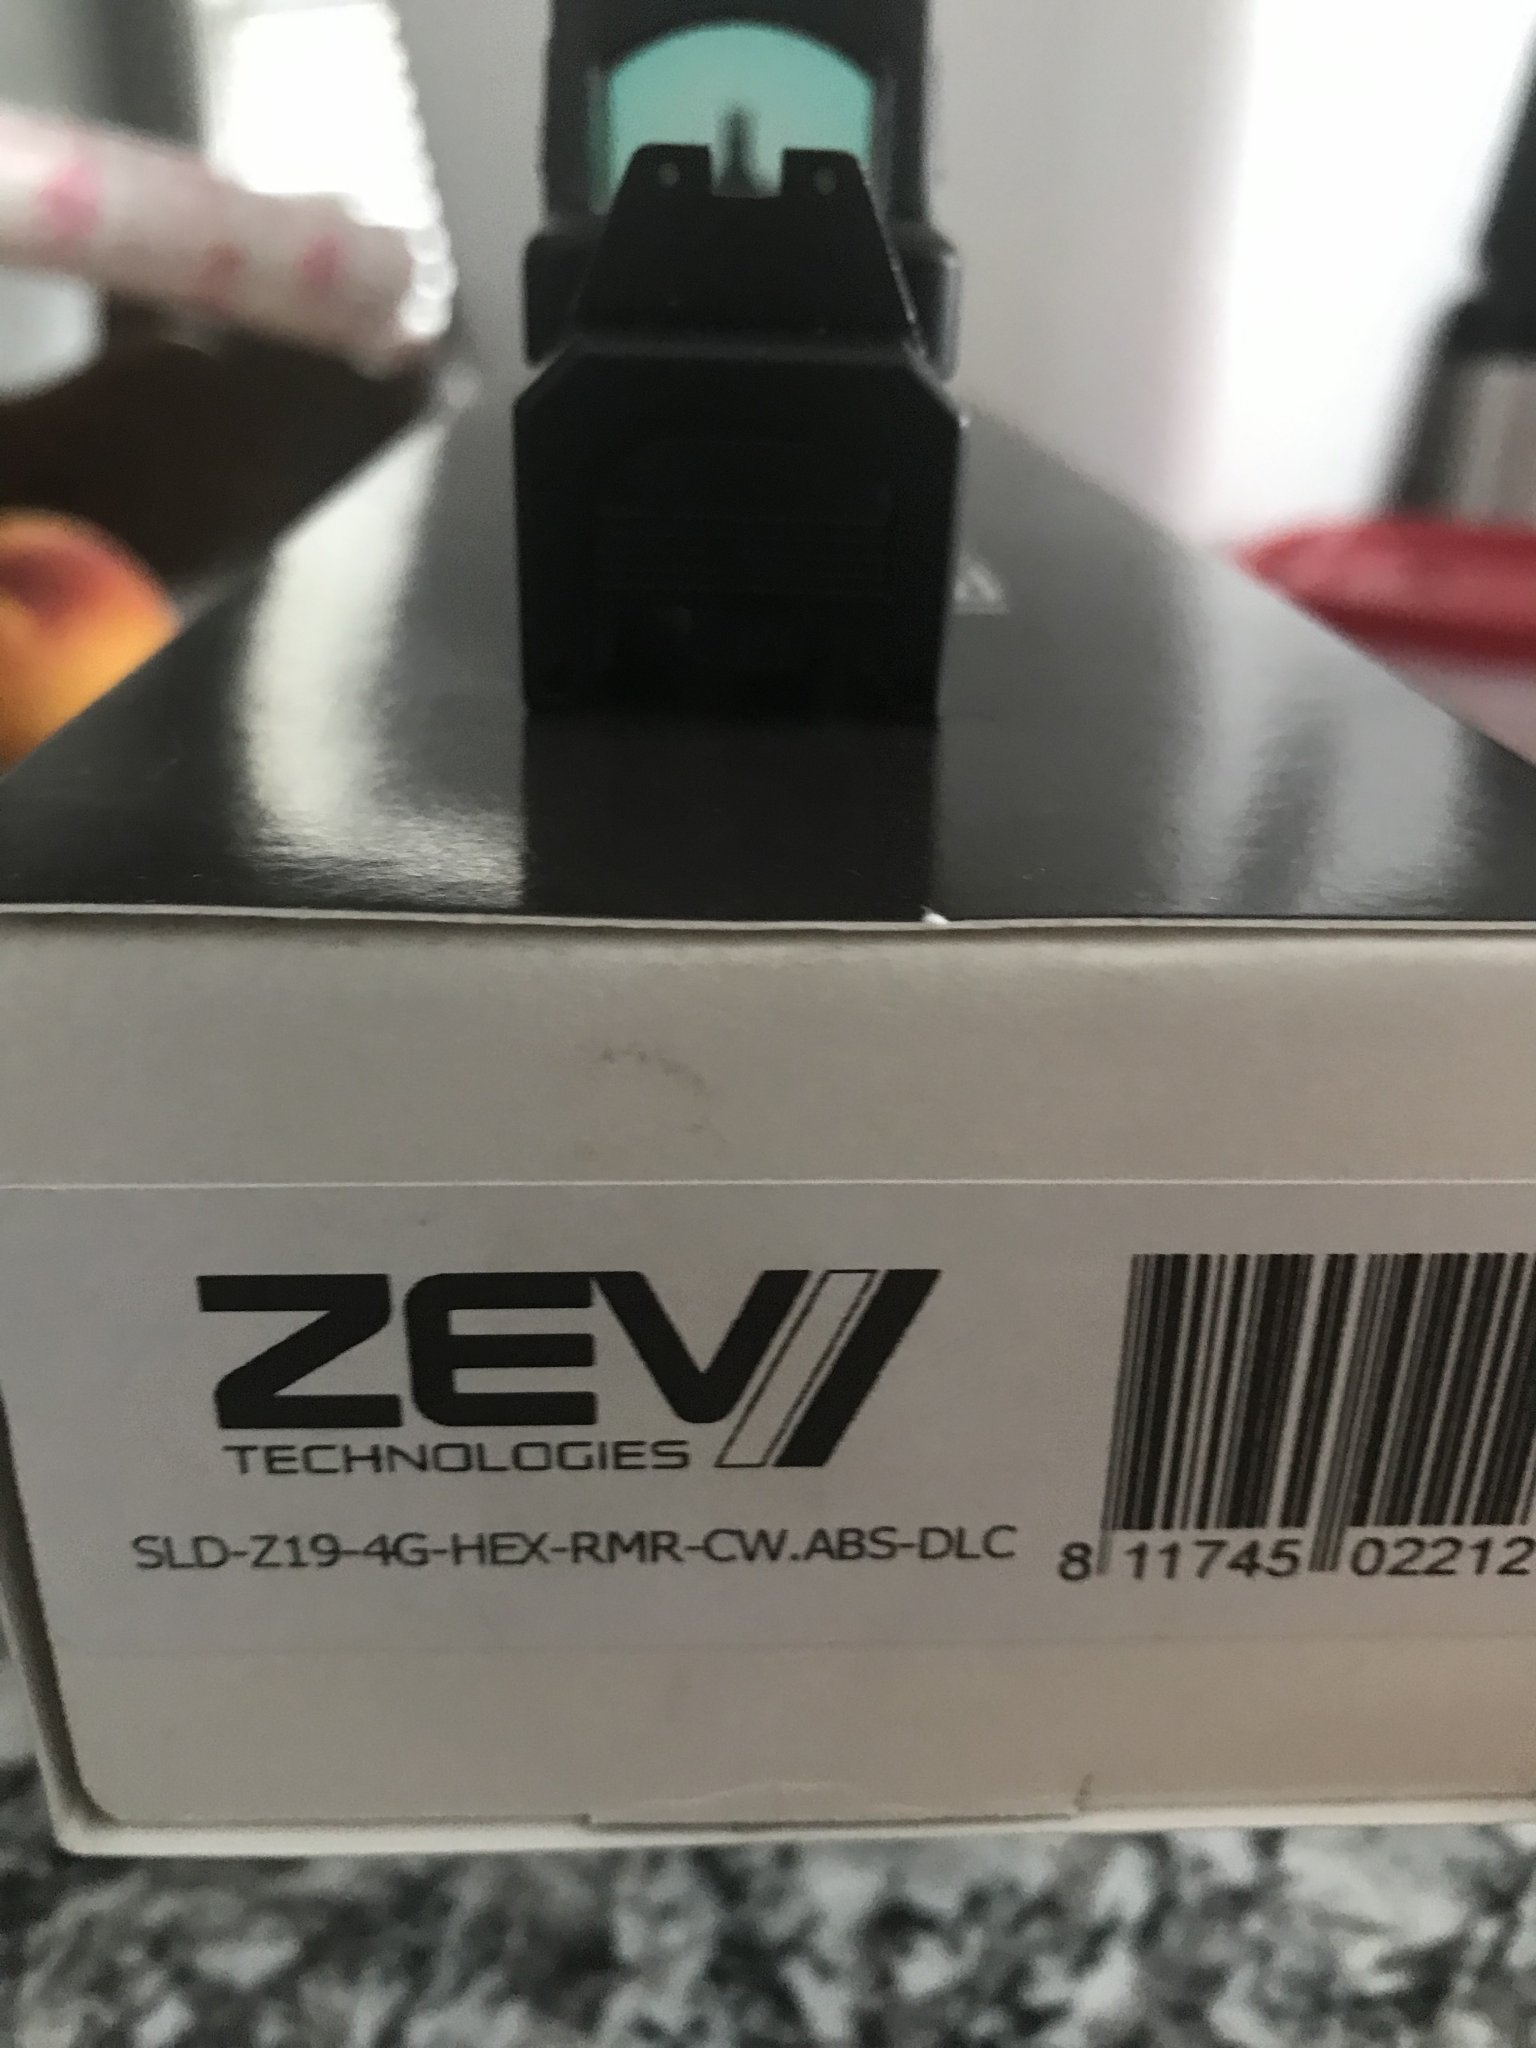 ZEV
TECHNOLOGIES
SLD-Z19-4G-HEX-RMR-CW.ABS-DLC
8 11745 02212